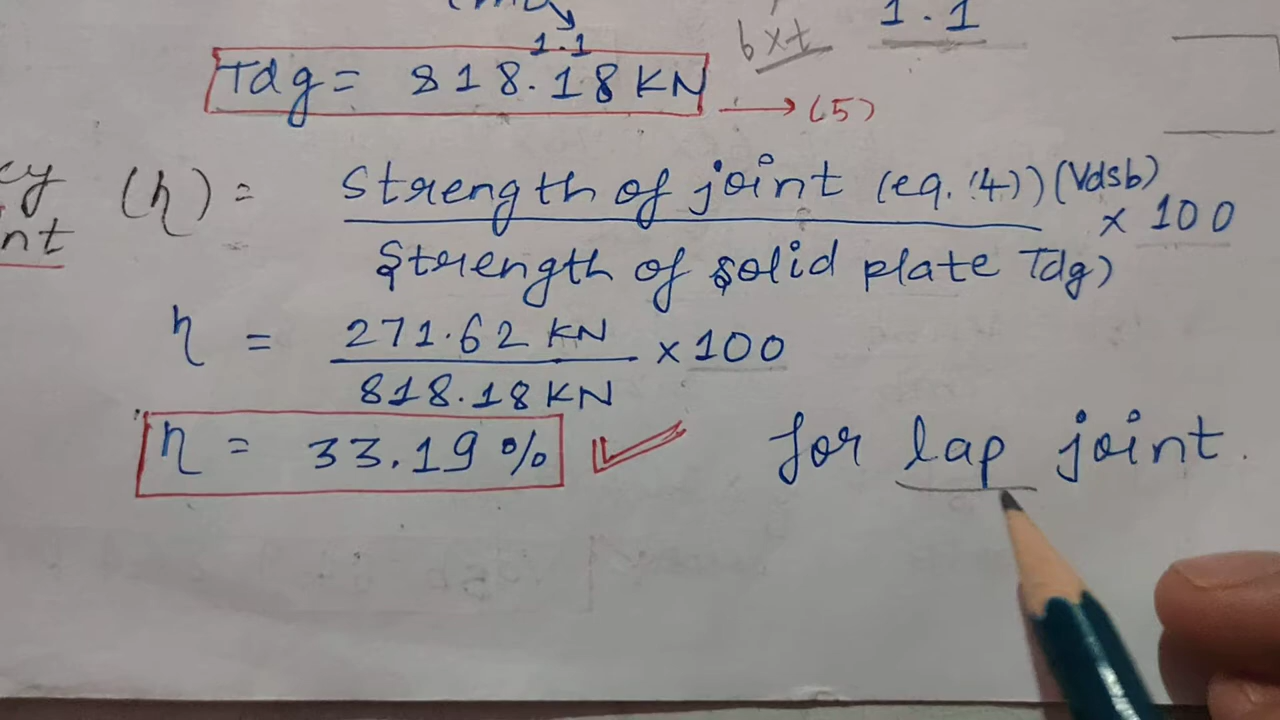 1.1
1.1
b×t
Tdg = 818.18 KN
→ (5)
(η) = Strength of joint (eq. (4)) (Vdsb)
× 100
nt
Strength of solid plate Tdg)
η = 271.62 KN × 100
818.18 KN
η = 33.19 %
for lap joint.